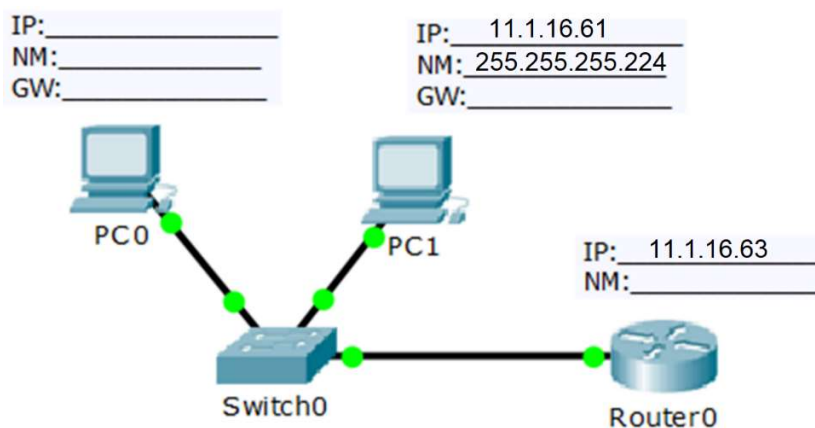 IP:
NM:
GW:
IP: 11.1.16.61
NM: 255.255.255.224
GW:
PC0
PC1
IP: 11.1.16.63
NM:
Switch0
Router0